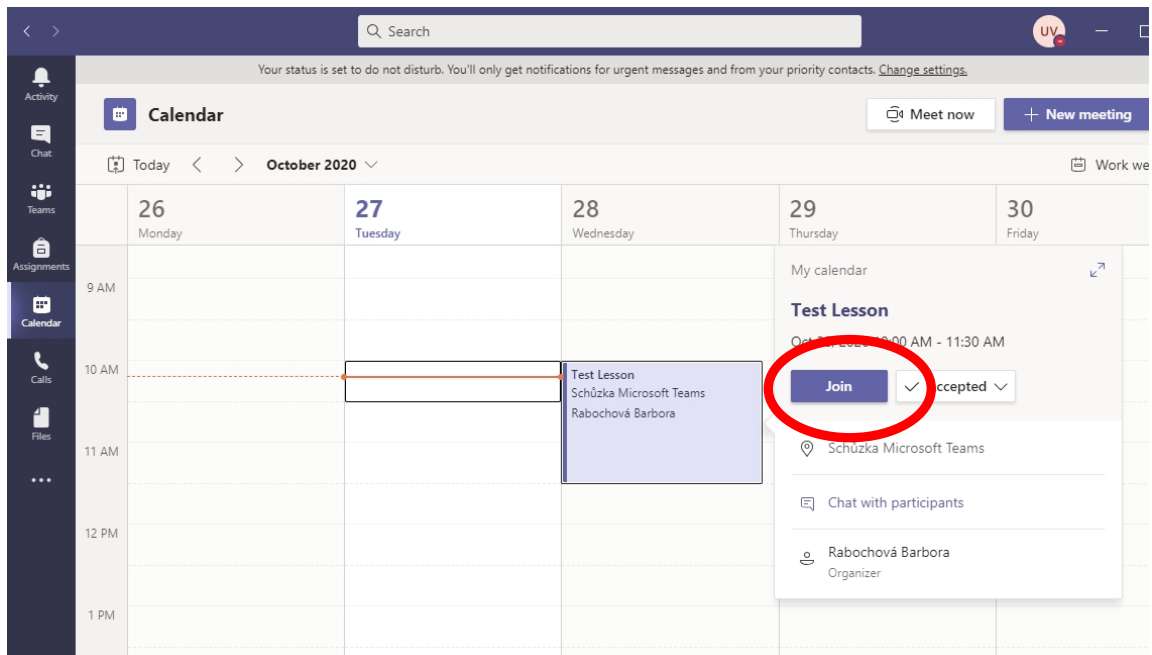 Search
UV
Your status is set to do not disturb. You'll only get notifications for urgent messages and from your priority contacts. Change settings.
Activity
Chat
Teams
Assignments
Calendar
Calls
Files
Calendar
Meet now
New meeting
Today
October 2020
Work we
26
Monday
27
Tuesday
28
Wednesday
29
Thursday
30
Friday
9 AM
10 AM
11 AM
12 PM
1 PM
Test Lesson
Schůzka Microsoft Teams
Rabochová Barbora
My calendar
Test Lesson
AM - 11:30 AM
Join
Schůzka Microsoft Teams
Chat with participants
Rabochová Barbora
Organizer